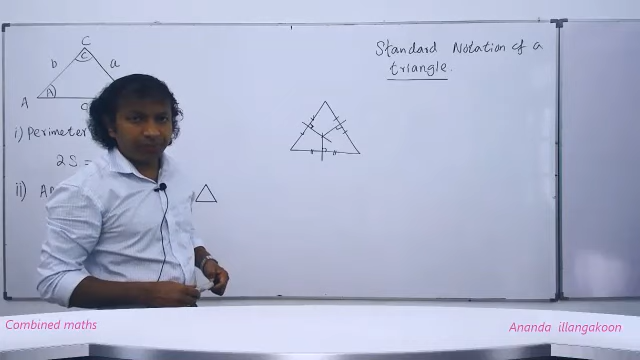 Standard Notation of a
triangle.
C
b
C
a
A
A
i) Perimeter
2S =
ii)
Combined maths
Ananda illangakoon